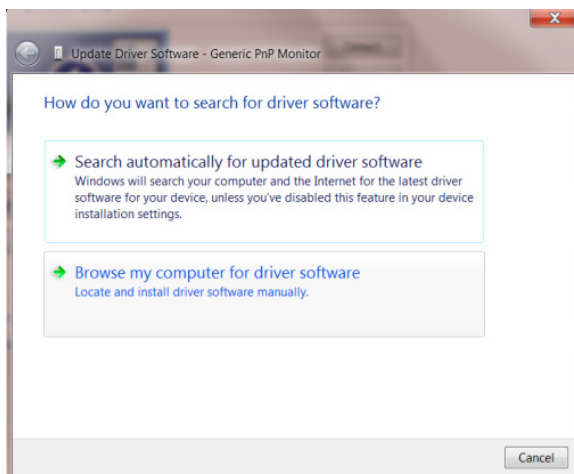 Update Driver Software - Generic PnP Monitor
How do you want to search for driver software?
Search automatically for updated driver software
Windows will search your computer and the Internet for the latest driver
software for your device, unless you've disabled this feature in your device
installation settings.
Browse my computer for driver software
Locate and install driver software manually.
Cancel